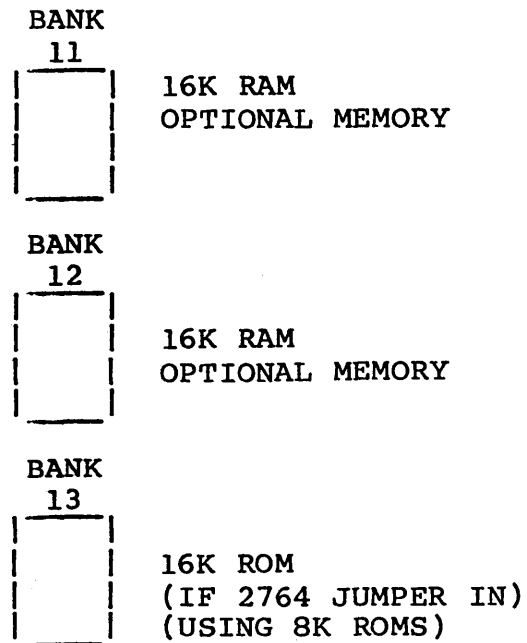 BANK
11
16K RAM
OPTIONAL MEMORY
BANK
12
16K RAM
OPTIONAL MEMORY
BANK
13
16K ROM
(IF 2764 JUMPER IN)
(USING 8K ROMS)